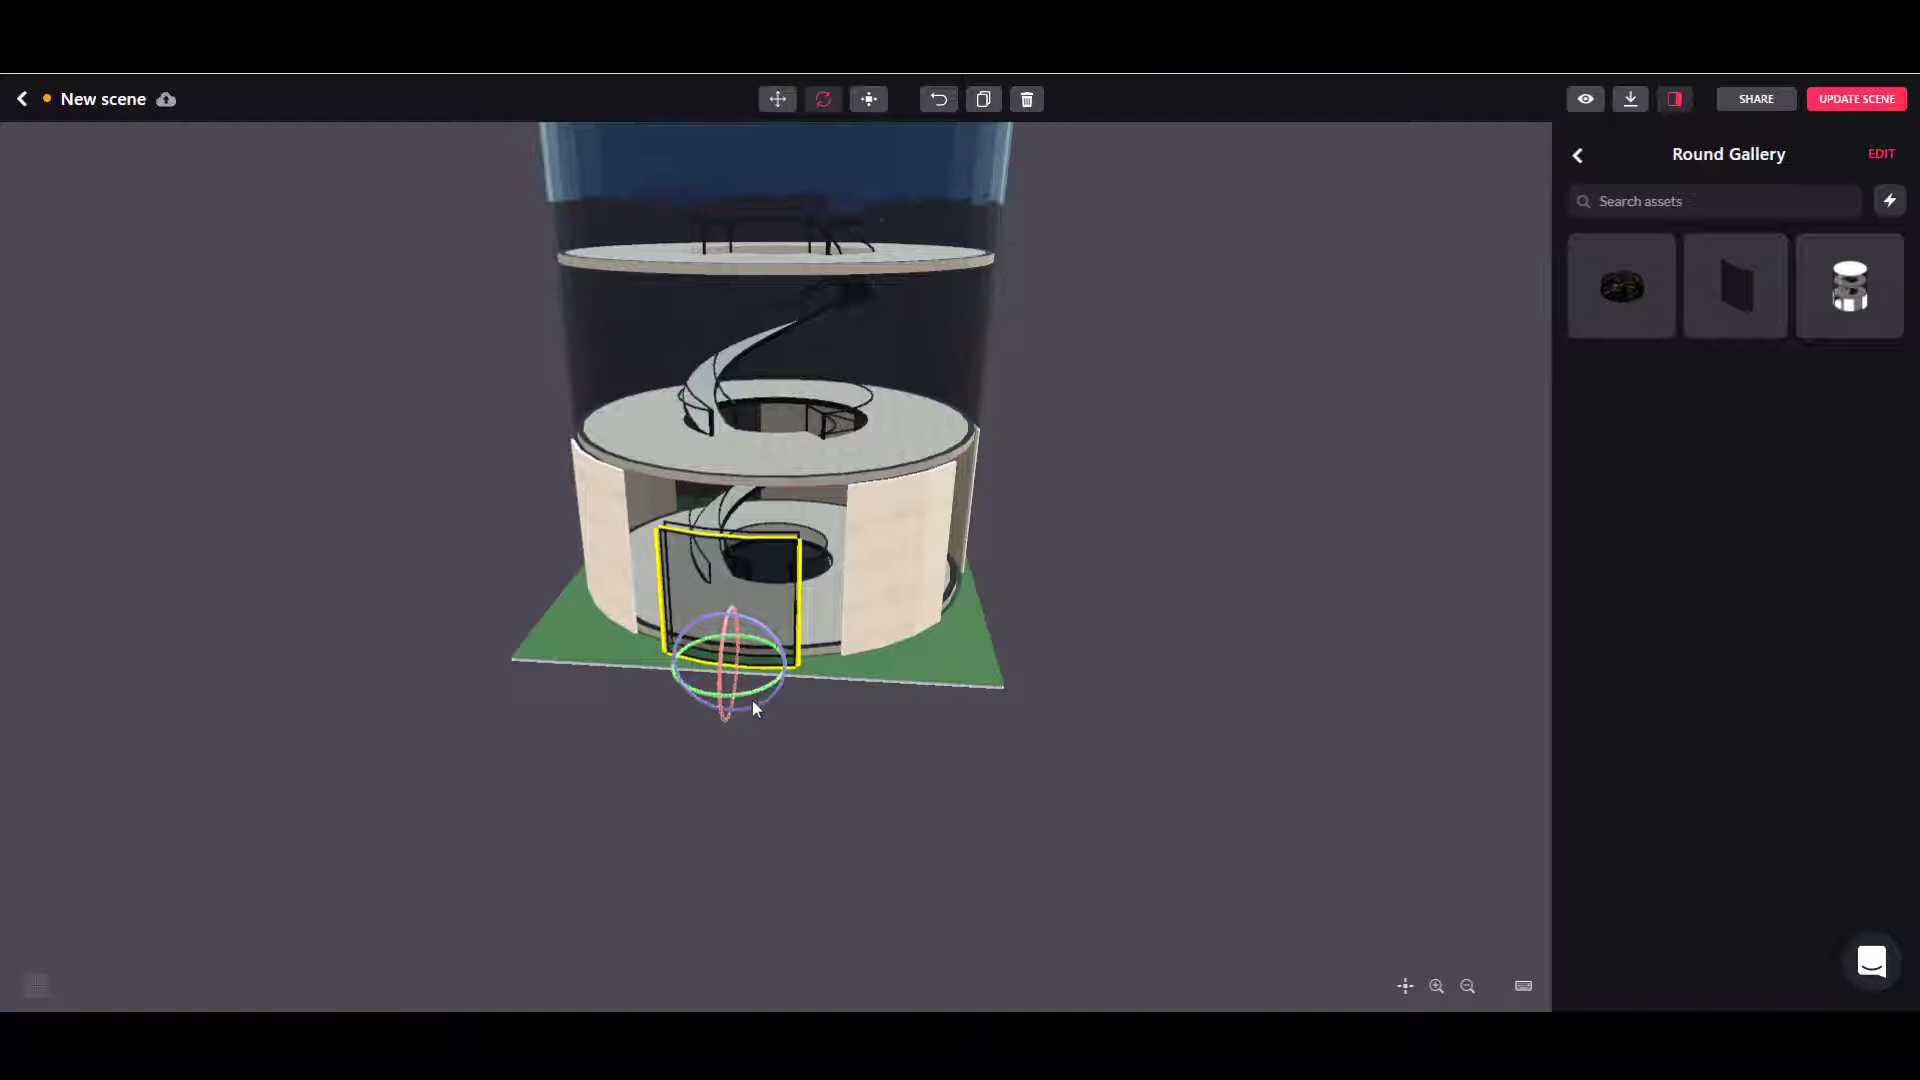 New scene
SHARE
UPDATE SCENE
Round Gallery
EDIT
Search assets